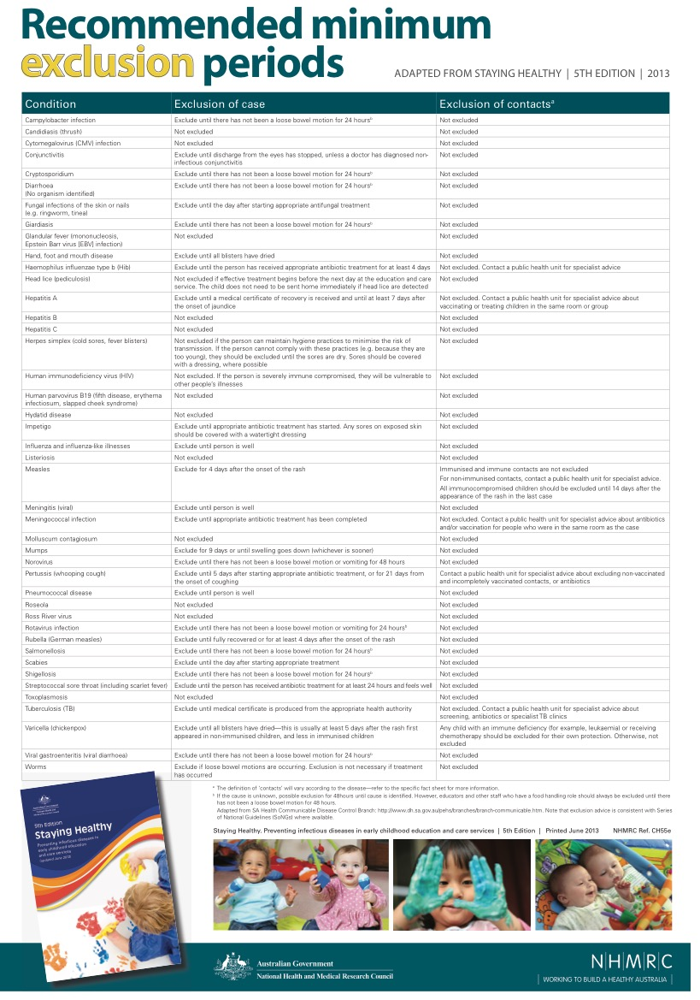 Recommended minimum
exclusion periods
ADAPTED FROM STAYING HEALTHY | 5TH EDITION | 2013
Condition Exclusion of case Exclusion of contactsᵃ
Campylobacter infection Exclude until there has not been a loose bowel motion for 24 hoursᵇ Not excluded
Candidiasis (thrush) Not excluded Not excluded
Cytomegalovirus (CMV) infection Not excluded Not excluded
Conjunctivitis Exclude until discharge from the eyes has stopped, unless a doctor has diagnosed non- Not excluded
infectious conjunctivitis
Cryptosporidium Exclude until there has not been a loose bowel motion for 24 hoursᵇ Not excluded
Diarrhoea Exclude until there has not been a loose bowel motion for 24 hoursᵇ Not excluded
(No organism identified)
Fungal infections of the skin or nails Exclude until the day after starting appropriate antifungal treatment Not excluded
(e.g. ringworm, tinea)
Giardiasis Exclude until there has not been a loose bowel motion for 24 hoursᵇ Not excluded
Glandular fever (mononucleosis, Not excluded Not excluded
Epstein Barr virus [EBV] infection)
Hand, foot and mouth disease Exclude until all blisters have dried Not excluded
Haemophilus influenzae type b (Hib) Exclude until the person has received appropriate antibiotic treatment for at least 4 days Not excluded. Contact a public health unit for specialist advice
Head lice (pediculosis) Not excluded if effective treatment begins before the next day at the education and care Not excluded
service. The child does not need to be sent home immediately if head lice are detected
Hepatitis A Exclude until a medical certificate of recovery is received and until at least 7 days after Not excluded. Contact a public health unit for specialist advice about
the onset of jaundice vaccinating or treating children in the same room or group
Hepatitis B Not excluded Not excluded
Hepatitis C Not excluded Not excluded
Herpes simplex (cold sores, fever blisters) Not excluded if the person can maintain hygiene practices to minimise the risk of Not excluded
transmission. If the person cannot comply with these practices (e.g. because they are
too young), they should be excluded until the sores are dry. Sores should be covered
with a dressing, where possible
Human immunodeficiency virus (HIV) Not excluded. If the person is severely immune compromised, they will be vulnerable to Not excluded
other people's illnesses
Human parvovirus B19 (fifth disease, erythema Not excluded Not excluded
infectiosum, slapped cheek syndrome)
Hydatid disease Not excluded Not excluded
Impetigo Exclude until appropriate antibiotic treatment has started. Any sores on exposed skin Not excluded
should be covered with a watertight dressing
Influenza and influenza-like illnesses Exclude until person is well Not excluded
Listeriosis Not excluded Not excluded
Measles Exclude for 4 days after the onset of the rash Immunised and immune contacts are not excluded
For non-immunised contacts, contact a public health unit for specialist advice.
All immunocompromised children should be excluded until 14 days after the
appearance of the rash in the last case
Meningitis (viral) Exclude until person is well Not excluded
Meningococcal infection Exclude until appropriate antibiotic treatment has been completed Not excluded. Contact a public health unit for specialist advice about antibiotics
and/or vaccination for people who were in the same room as the case
Molluscum contagiosum Not excluded Not excluded
Mumps Exclude for 9 days or until swelling goes down (whichever is sooner) Not excluded
Norovirus Exclude until there has not been a loose bowel motion or vomiting for 48 hours Not excluded
Pertussis (whooping cough) Exclude until 5 days after starting appropriate antibiotic treatment, or for 21 days from Contact a public health unit for specialist advice about excluding non-vaccinated
the onset of coughing and incompletely vaccinated contacts, or antibiotics
Pneumococcal disease Exclude until person is well Not excluded
Roseola Not excluded Not excluded
Ross River virus Not excluded Not excluded
Rotavirus infection Exclude until there has not been a loose bowel motion or vomiting for 24 hoursᵇ Not excluded
Rubella (German measles) Exclude until fully recovered or for at least 4 days after the onset of the rash Not excluded
Salmonellosis Exclude until there has not been a loose bowel motion for 24 hoursᵇ Not excluded
Scabies Exclude until the day after starting appropriate treatment Not excluded
Shigellosis Exclude until there has not been a loose bowel motion for 24 hoursᵇ Not excluded
Streptococcal sore throat (including scarlet fever) Exclude until the person has received antibiotic treatment for at least 24 hours and feels well Not excluded
Toxoplasmosis Not excluded Not excluded
Tuberculosis (TB) Exclude until medical certificate is produced from the appropriate health authority Not excluded. Contact a public health unit for specialist advice about
screening, antibiotics or specialist TB clinics
Varicella (chickenpox) Exclude until all blisters have dried—this is usually at least 5 days after the rash first Any child with an immune deficiency (for example, leukaemia) or receiving
appeared in non-immunised children, and less in immunised children chemotherapy should be excluded for their own protection. Otherwise, not
excluded
Viral gastroenteritis (viral diarrhoea) Exclude until there has not been a loose bowel motion for 24 hoursᵇ Not excluded
Worms Exclude if loose bowel motions are occurring. Exclusion is not necessary if treatment Not excluded
has occurred
ᵃ The definition of 'contacts' will vary according to the disease—refer to the specific fact sheet for more information.
ᵇ If the cause is unknown, possible exclusion for 48hours until cause is identified. However, educators and other staff who have a food handling role should always be excluded until there
has not been a loose bowel motion for 48 hours.
Adapted from SA Health Communicable Disease Control Branch: http://www.dh.sa.gov.au/pehs/branches/branch-communicable.htm. Note that exclusion advice is consistent with Series
of National Guidelines (SoNGs) where available.
Staying Healthy. Preventing infectious diseases in early childhood education and care services | 5th Edition | Printed June 2013 NHMRC Ref. CH55e
5th Edition
Staying Healthy
Preventing infectious diseases in
early childhood education
and care services
Updated June 2013
Australian Government
National Health and Medical Research Council
N|H|M|R|C
WORKING TO BUILD A HEALTHY AUSTRALIA